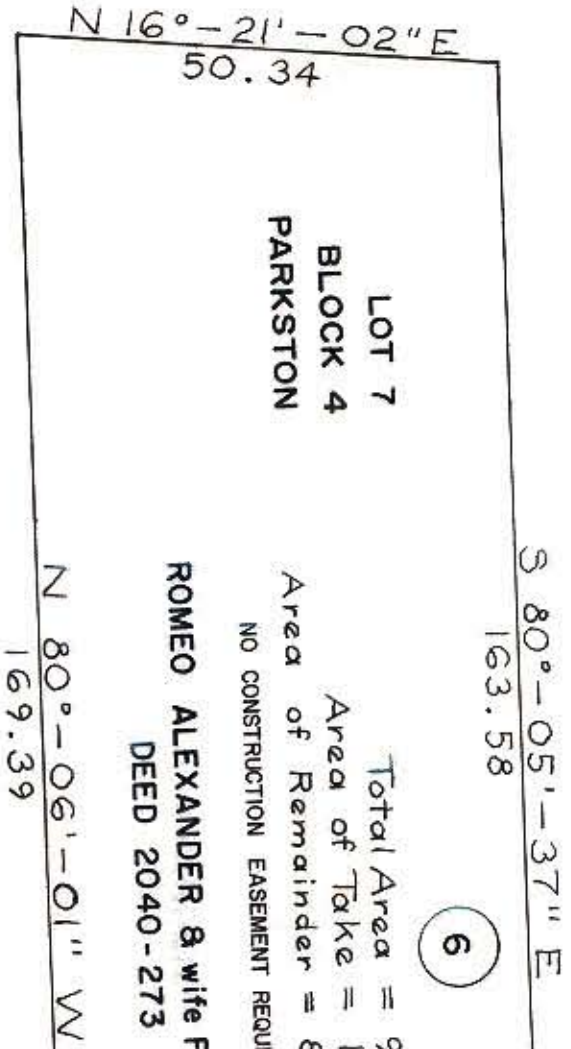 N 16°-21'-02"E
50.34
S 80°-05'-37" E
163.58
6
LOT 7
BLOCK 4
PARKSTON
Total Area =
Area of Take =
Area of Remainder = 8
NO CONSTRUCTION EASEMENT
ROMEO ALEXANDER & wife
DEED 2040-273
N 80°-06'-01" W
169.39